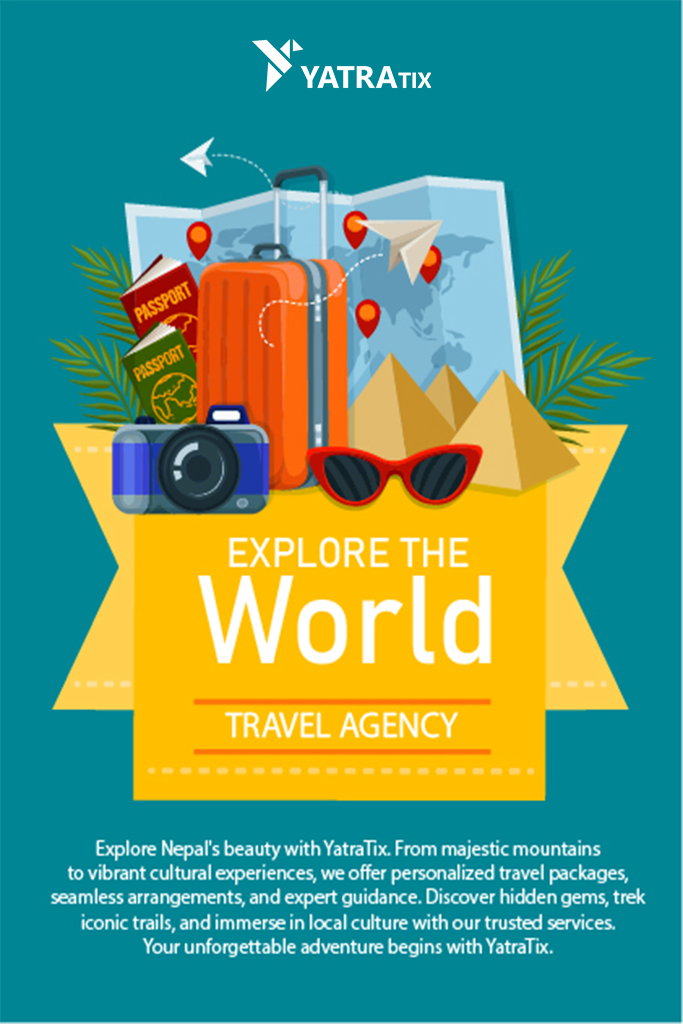 YATRATIX
PASSPORT
PASSPORT
EXPLORE THE
World
TRAVEL AGENCY
Explore Nepal's beauty with YatraTix. From majestic mountains
to vibrant cultural experiences, we offer personalized travel packages,
seamless arrangements, and expert guidance. Discover hidden gems, trek
iconic trails, and immerse in local culture with our trusted services.
Your unforgettable adventure begins with YatraTix.